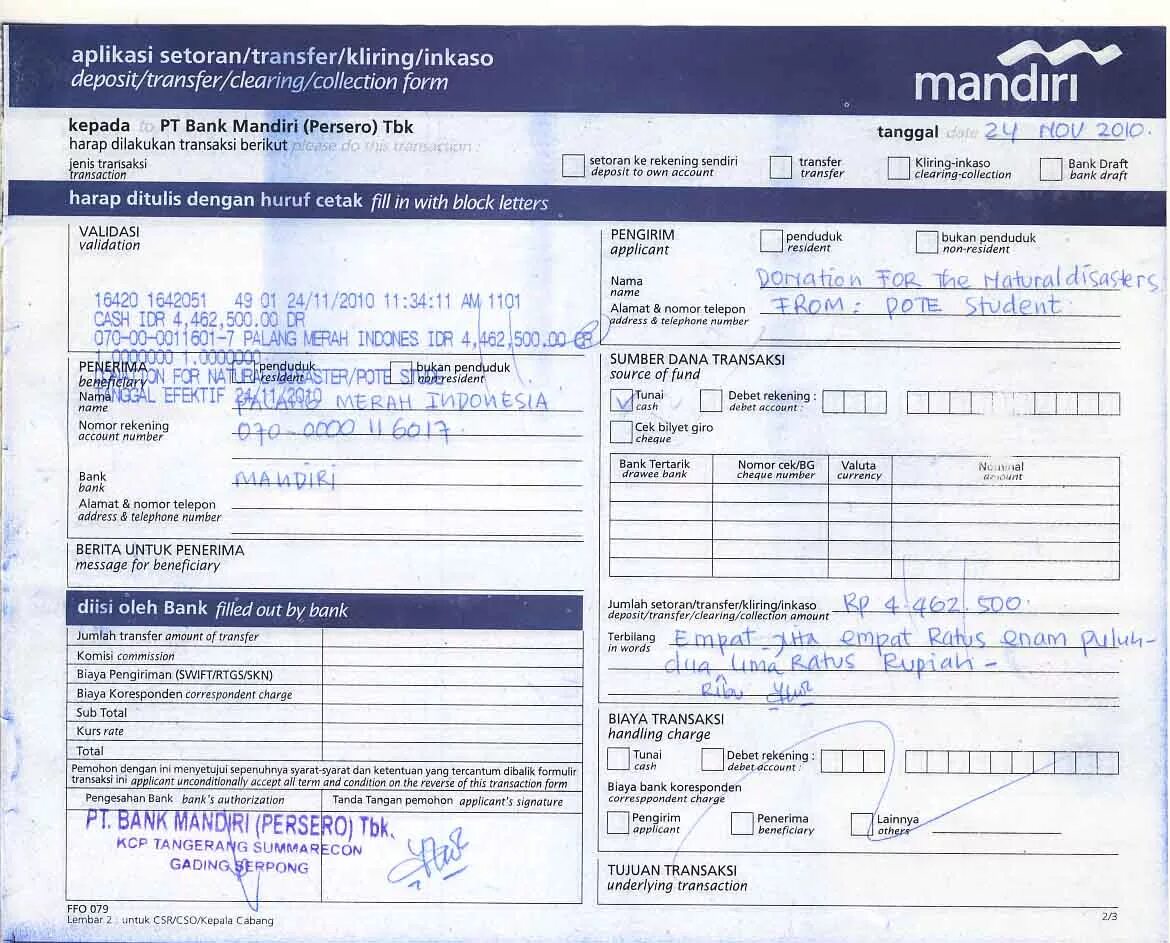 aplikasi setoran/transfer/kliring/inkaso
deposit/transfer/clearing/collection form
mandiri
kepada to PT Bank Mandiri (Persero) Tbk
harap dilakukan transaksi berikut please do this transaction :
tanggal date 24 NOV 2010.
jenis transaksi
transaction
setoran ke rekening sendiri
deposit to own account
transfer
transfer
Kliring-inkaso
clearing-collection
Bank Draft
bank draft
harap ditulis dengan huruf cetak fill in with block letters
VALIDASI
validation
16420 1642051 49 01 24/11/2010 11:34:11 AM 1101
CASH IDR 4,462,500.00 DR
070-00-0011601-7 PALANG MERAH INDONES IDR 4,462,500.00 CR
1.0000000 1.0000000
DONATION FOR NATURAL DISASTER/POTE STUDE
TANGGAL EFEKTIF 24/11/2010
PENERIMA
beneficiary
penduduk
resident
bukan penduduk
non-resident
Nama
name
PALANG MERAH INDONESIA
Nomor rekening
account number
070-0000 116017.
Bank
bank
MANDIRI
Alamat & nomor telepon
address & telephone number
BERITA UNTUK PENERIMA
message for beneficiary
diisi oleh Bank filled out by bank
Jumlah transfer amount of transfer
Komisi commission
Biaya Pengiriman (SWIFT/RTGS/SKN)
Biaya Koresponden correspondent charge
Sub Total
Kurs rate
Total
Pemohon dengan ini menyetujui sepenuhnya syarat-syarat dan ketentuan yang tercantum dibalik formulir
transaksi ini applicant unconditionally accept all term and condition on the reverse of this transaction form
Pengesahan Bank bank's authorization
Tanda Tangan pemohon applicant's signature
PT. BANK MANDIRI (PERSERO) Tbk.
KCP TANGERANG SUMMARECON
GADING SERPONG
FFO 079
Lembar 2 : untuk CSR/CSO/Kepala Cabang
PENGIRIM
applicant
penduduk
resident
bukan penduduk
non-resident
Nama
name
Donation FOR The Natural disasters
Alamat & nomor telepon
address & telephone number
FROM : POTE Student
SUMBER DANA TRANSAKSI
source of fund
Tunai
cash
Debet rekening :
debet account :
Cek bilyet giro
cheque
Bank Tertarik
drawee bank
Nomor cek/BG
cheque number
Valuta
currency
Nominal
amount
Jumlah setoran/transfer/kliring/inkaso
deposit/transfer/clearing/collection amount
RP 4.462.500.
Terbilang
in words
Empat juta empat Ratus enam puluh-
dua lima Ratus Rupiah -
Ribu
BIAYA TRANSAKSI
handling charge
Tunai
cash
Debet rekening :
debet account :
Biaya bank koresponden
corresppondent charge
Pengirim
applicant
Penerima
beneficiary
Lainnya
others
TUJUAN TRANSAKSI
underlying transaction
2/3